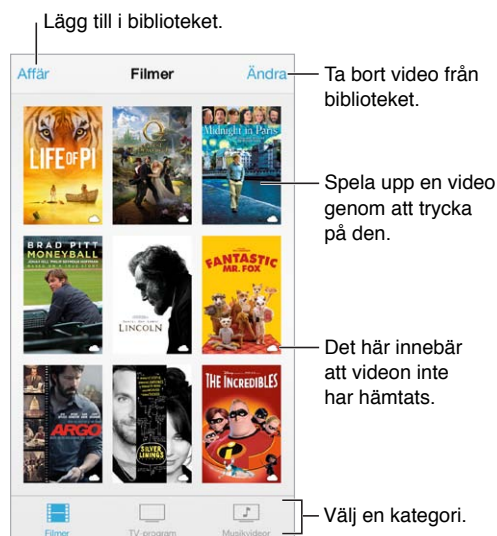 Lägg till i biblioteket.
Affär
Filmer
Ändra
Ta bort video från
biblioteket.
LIFE OF PI
Midnight in Paris
Spela upp en video
genom att trycka
på den.
BRAD PITT
MONEYBALL
LINCOLN
FANTASTIC
MR. FOX
Det här innebär
att videon inte
har hämtats.
ARGO
SILVER
LININGS
THE INCREDIBLES
Välj en kategori.
Filmer
TV-program
Musikvideor